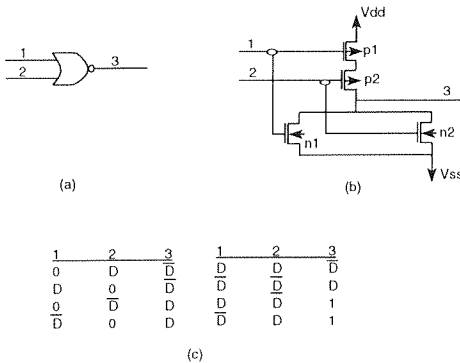 Vdd
1
p1
1
3
2
2
p2
3
n1
n2
Vss
(a)
(b)
1 2 3 1 2 3
0 D D̅ D D D̅
D 0 D̅ D̅ D̅ D
0 D̅ D D D̅ 1
D̅ 0 D D̅ D 1
(c)